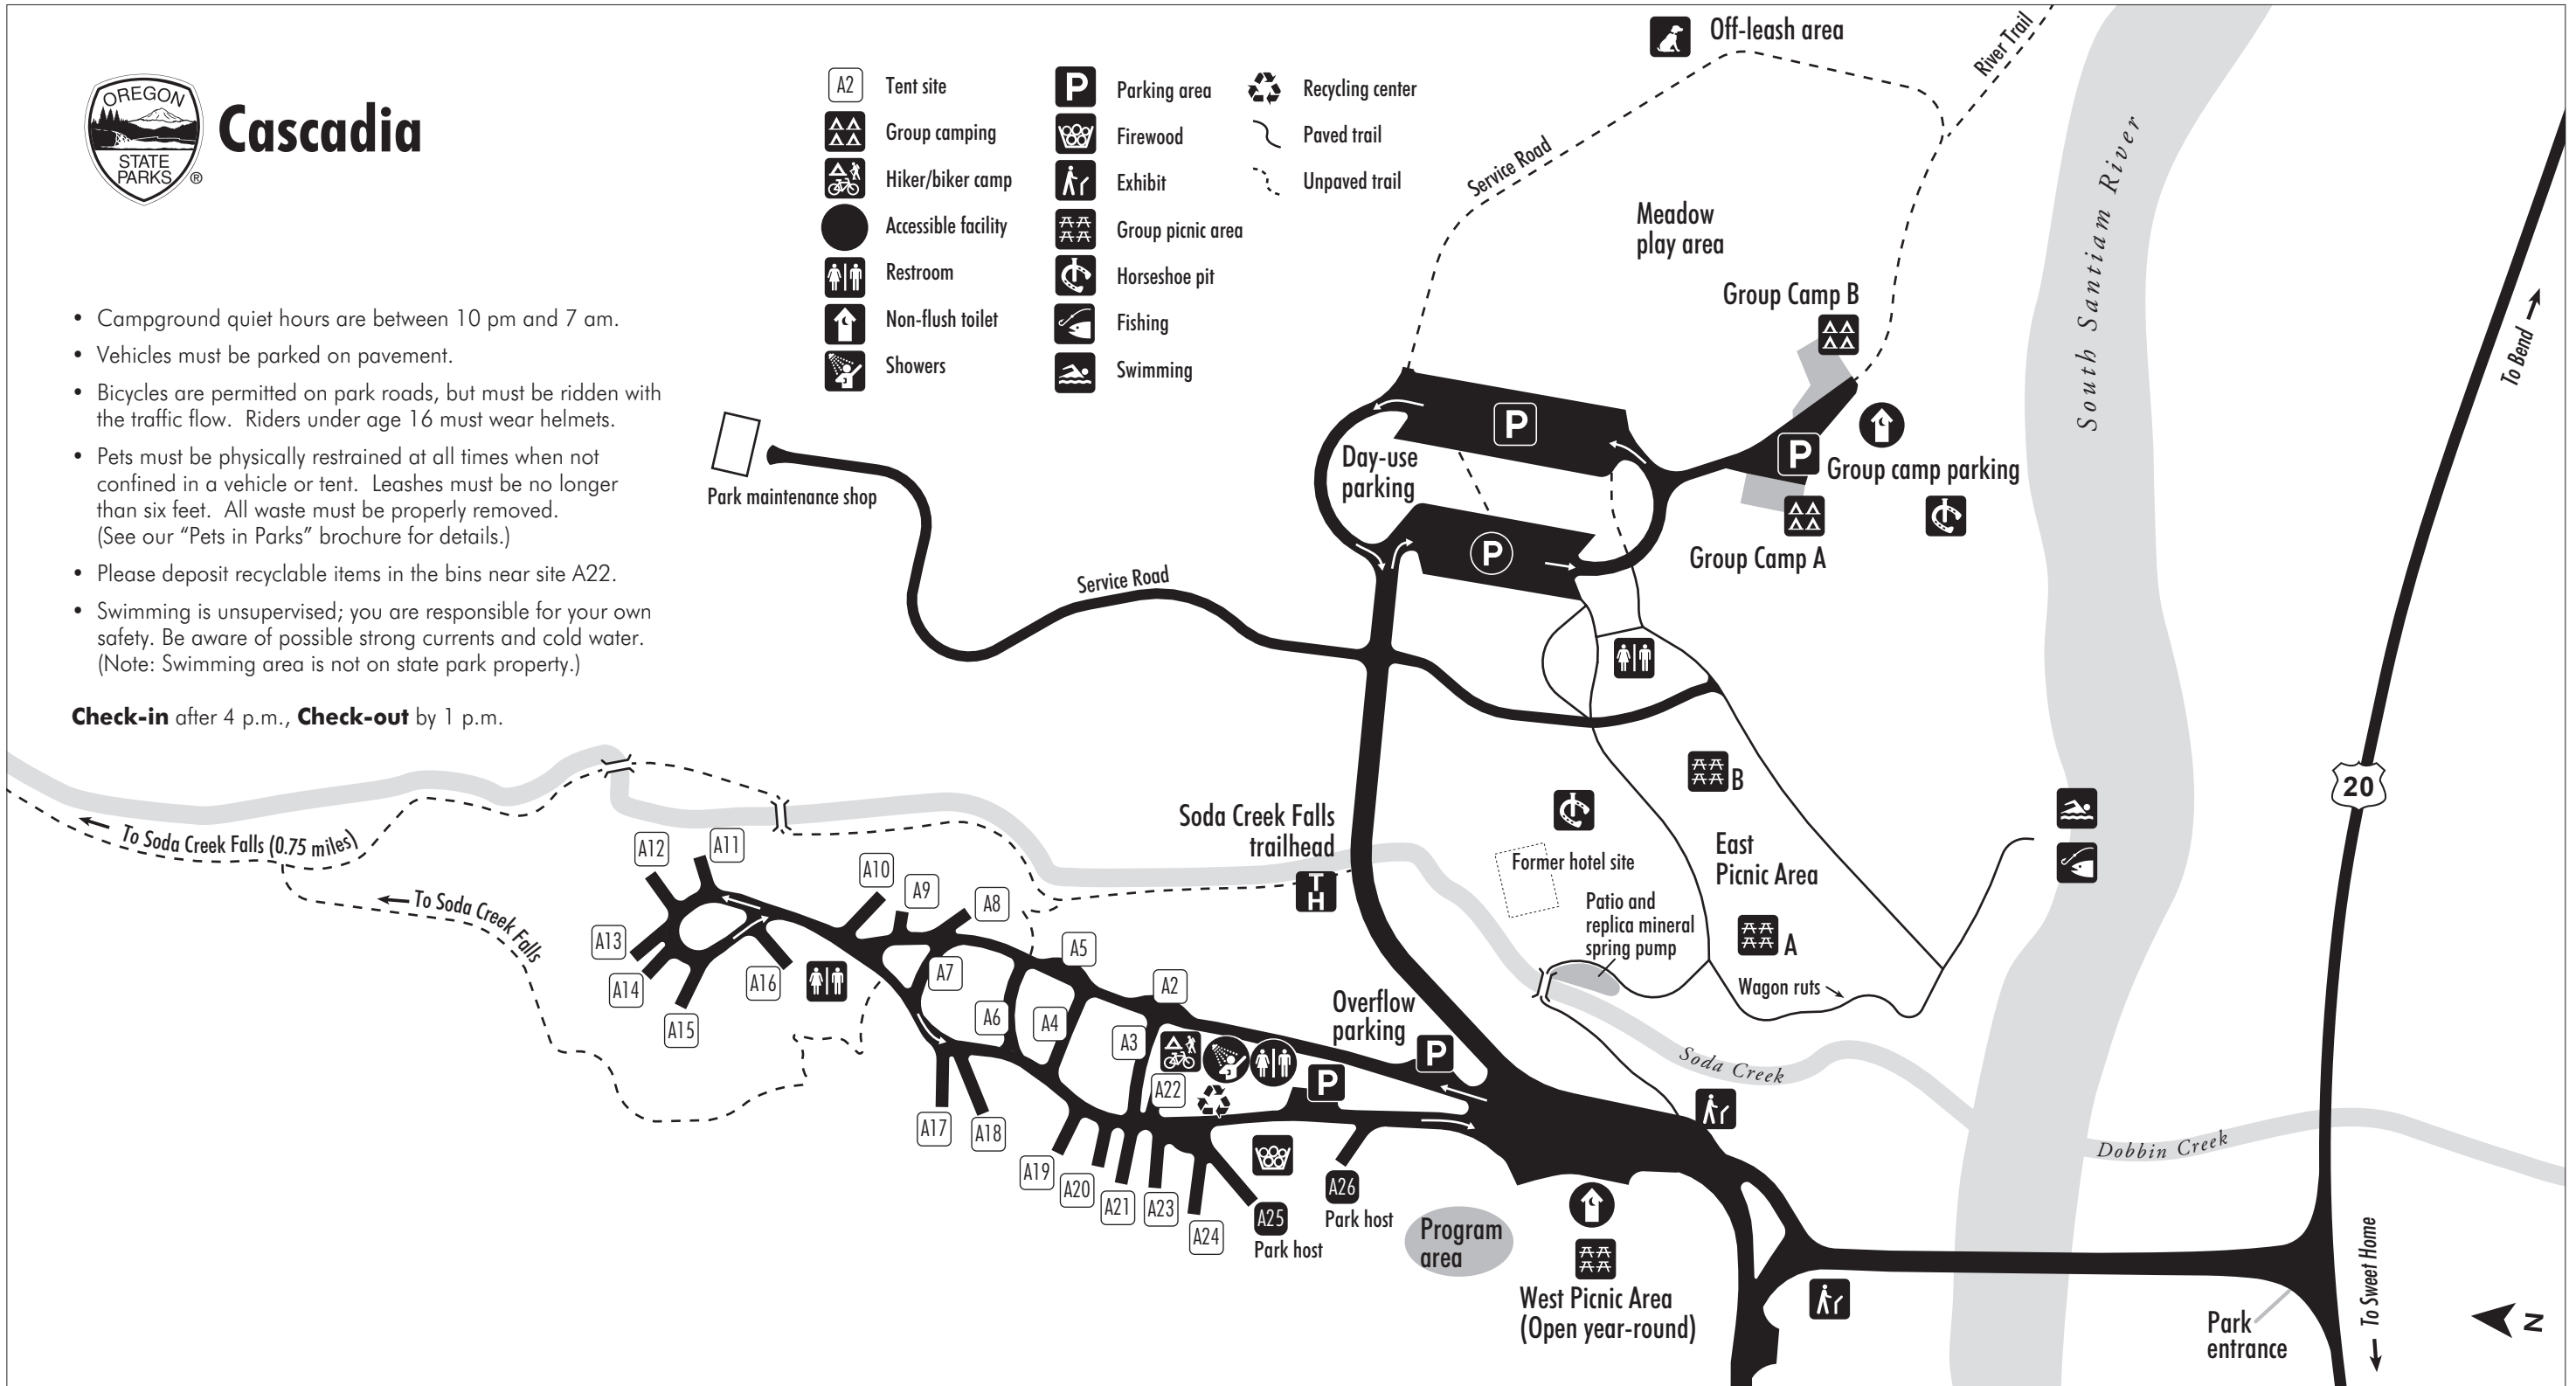 OREGON
STATE
PARKS
®
Cascadia
• Campground quiet hours are between 10 pm and 7 am.
• Vehicles must be parked on pavement.
• Bicycles are permitted on park roads, but must be ridden with
the traffic flow. Riders under age 16 must wear helmets.
• Pets must be physically restrained at all times when not
confined in a vehicle or tent. Leashes must be no longer
than six feet. All waste must be properly removed.
(See our “Pets in Parks” brochure for details.)
• Please deposit recyclable items in the bins near site A22.
• Swimming is unsupervised; you are responsible for your own
safety. Be aware of possible strong currents and cold water.
(Note: Swimming area is not on state park property.)
Check-in after 4 p.m., Check-out by 1 p.m.
A2 Tent site
Group camping
Hiker/biker camp
Accessible facility
Restroom
Non-flush toilet
Showers
P Parking area
Firewood
Exhibit
Group picnic area
Horseshoe pit
Fishing
Swimming
Recycling center
Paved trail
Unpaved trail
Off-leash area
River Trail
Service Road
Meadow
play area
Group Camp B
South Santiam River
To Bend
P
Day-use
parking
P
Group camp parking
P
Group Camp A
Park maintenance shop
Service Road
20
B
Soda Creek Falls
trailhead
T
H
Former hotel site
East
Picnic Area
Patio and
replica mineral
spring pump
A
Wagon ruts
To Soda Creek Falls (0.75 miles)
To Soda Creek Falls
A12
A11
A10
A9
A8
A13
A14
A15
A16
A7
A5
A6
A4
A2
A3
A22
Overflow
parking
P
P
Soda Creek
Dobbin Creek
A17
A18
A19
A20
A21
A23
A24
A25
Park host
A26
Park host
Program
area
West Picnic Area
(Open year-round)
Park
entrance
To Sweet Home
N